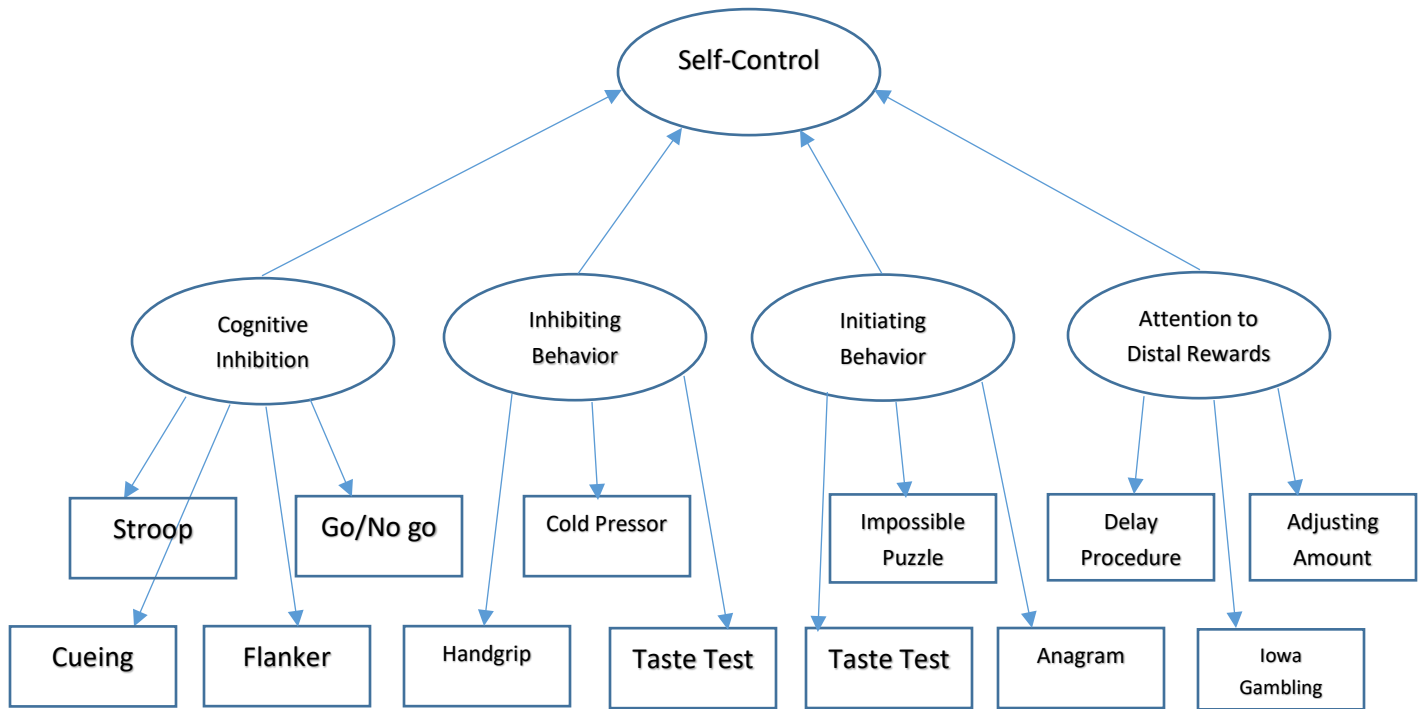 Self-Control
Cognitive
Inhibition
Inhibiting
Behavior
Initiating
Behavior
Attention to
Distal Rewards
Stroop
Go/No go
Cold Pressor
Impossible
Puzzle
Delay
Procedure
Adjusting
Amount
Cueing
Flanker
Handgrip
Taste Test
Taste Test
Anagram
Iowa
Gambling